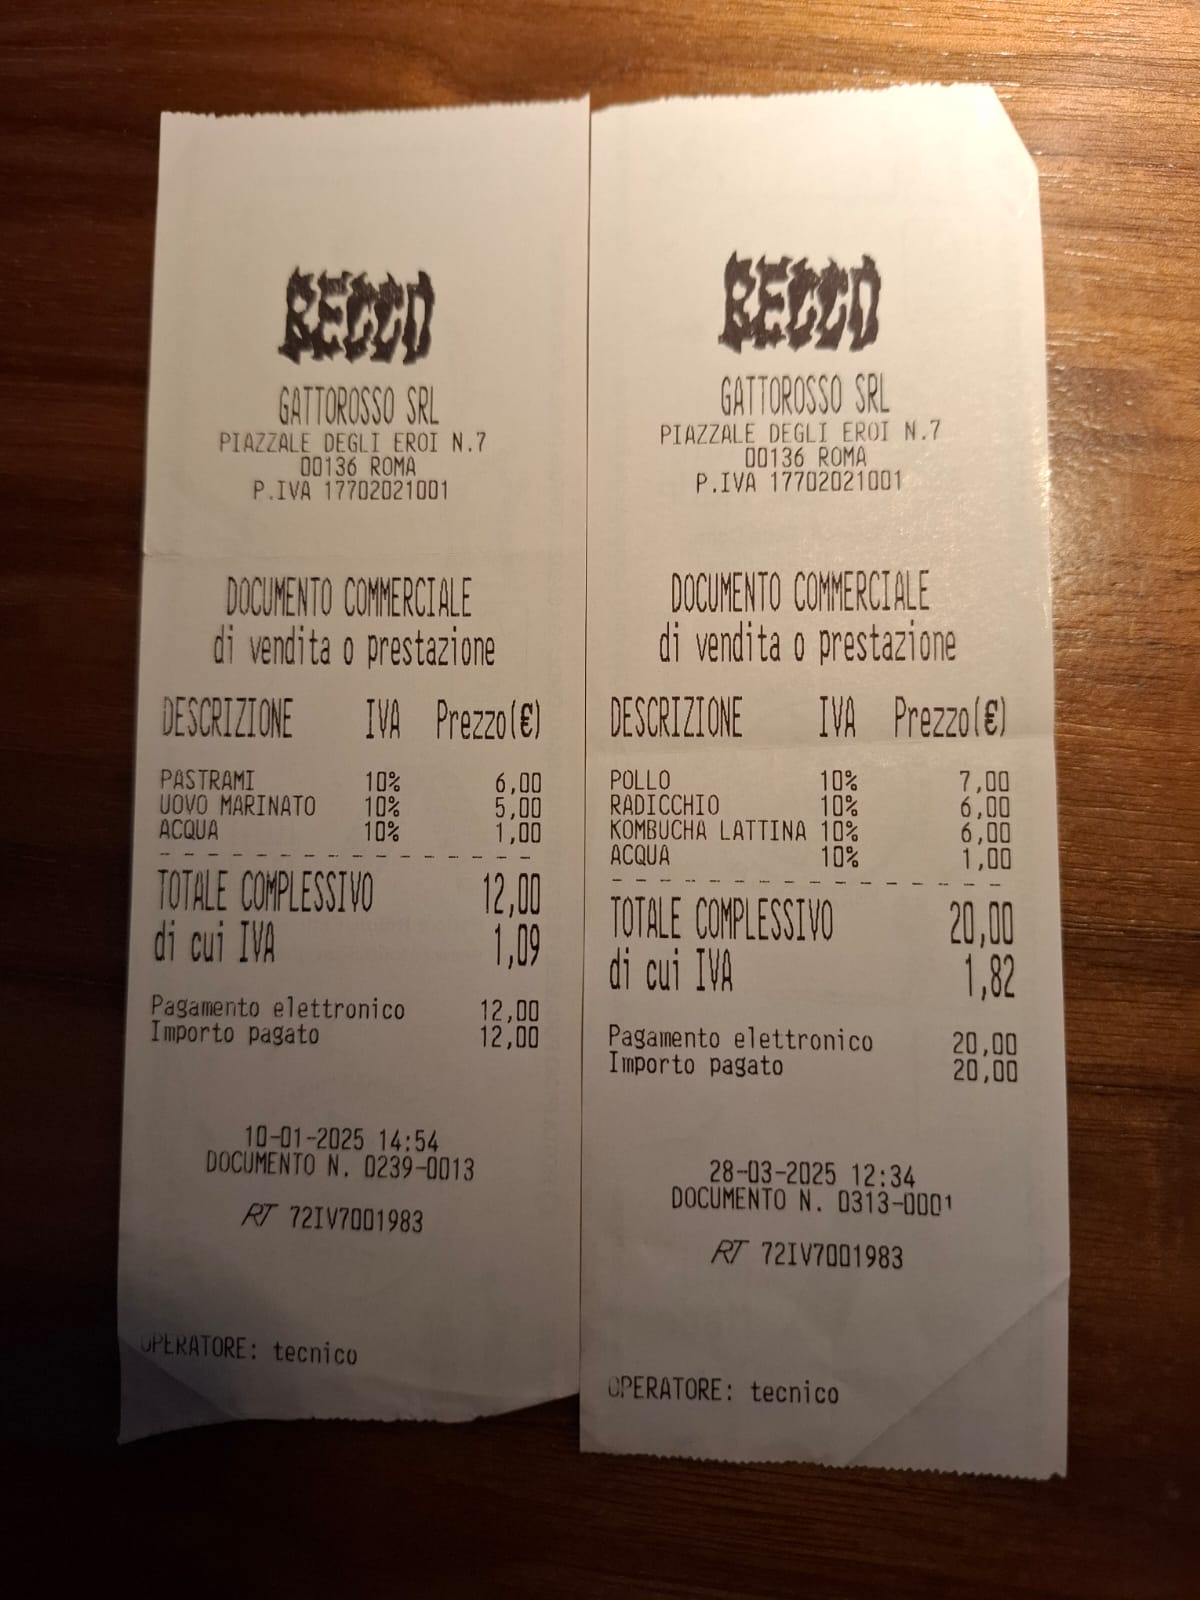 BECCO
GATTOROSSO SRL
PIAZZALE DEGLI EROI N.7
00136 ROMA
P.IVA 17702021001
DOCUMENTO COMMERCIALE
di vendita o prestazione
DESCRIZIONE IVA Prezzo(€)
PASTRAMI 10% 6,00
UOVO MARINATO 10% 5,00
ACQUA 10% 1,00
TOTALE COMPLESSIVO 12,00
di cui IVA 1,09
Pagamento elettronico 12,00
Importo pagato 12,00
10-01-2025 14:54
DOCUMENTO N. 0239-0013
RT 72IV7001983
OPERATORE: tecnico
BECCO
GATTOROSSO SRL
PIAZZALE DEGLI EROI N.7
00136 ROMA
P.IVA 17702021001
DOCUMENTO COMMERCIALE
di vendita o prestazione
DESCRIZIONE IVA Prezzo(€)
POLLO 10% 7,00
RADICCHIO 10% 6,00
KOMBUCHA LATTINA 10% 6,00
ACQUA 10% 1,00
TOTALE COMPLESSIVO 20,00
di cui IVA 1,82
Pagamento elettronico 20,00
Importo pagato 20,00
28-03-2025 12:34
DOCUMENTO N. 0313-0001
RT 72IV7001983
OPERATORE: tecnico